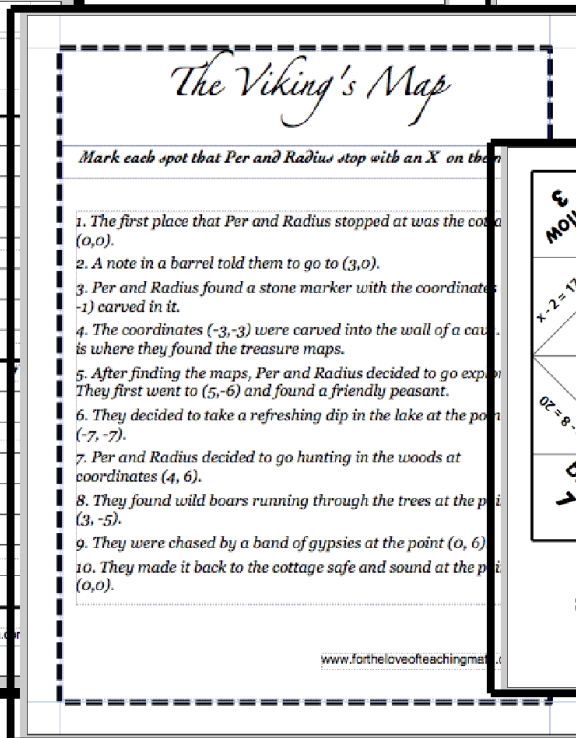 The Viking's Map
Mark each spot that Per and Radius stop with an X on the
1. The first place that Per and Radius stopped at was the
(0,0).
2. A note in a barrel told them to go to (3,0).
3. Per and Radius found a stone marker with the coordinates
-1) carved in it.
4. The coordinates (-3,-3) were carved into the wall of a
is where they found the treasure maps.
5. After finding the maps, Per and Radius decided to go
They first went to (5,-6) and found a friendly peasant.
6. They decided to take a refreshing dip in the lake at the
(-7, -7).
7. Per and Radius decided to go hunting in the woods at
coordinates (4, 6).
8. They found wild boars running through the trees at the
(3, -5).
9. They were chased by a band of gypsies at the point (0, 6)
10. They made it back to the cottage safe and sound at the
(0,0).
www.fortheloveofteachingmat
3
x - 2 = 17
- 8 = 20
7